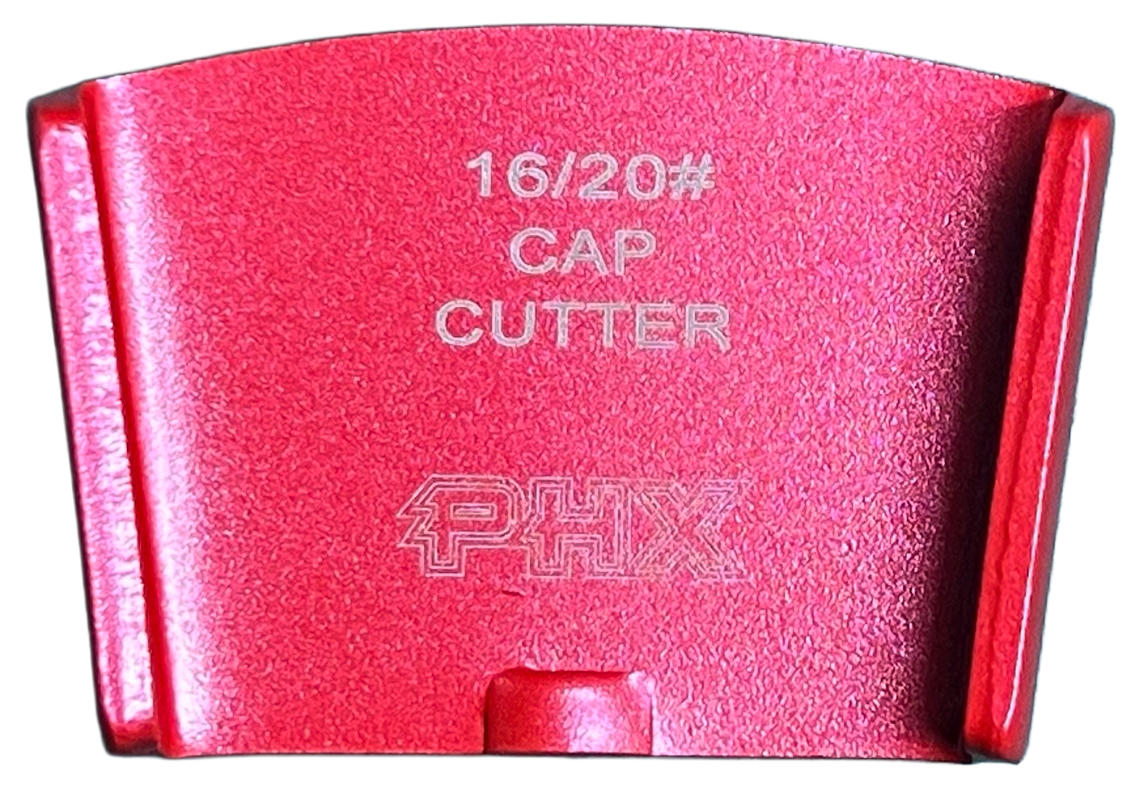 16/20#
CAP
CUTTER
PHX